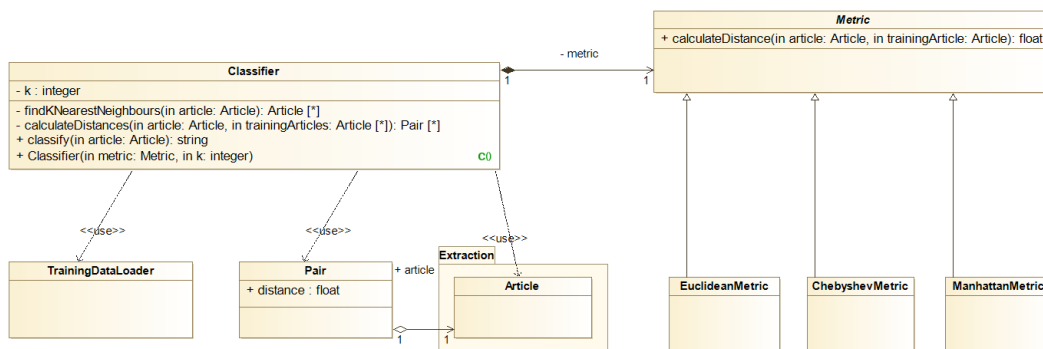 Metric
+ calculateDistance(in article: Article, in trainingArticle: Article): float
- metric
1
1
Classifier
- k : integer
- findKNearestNeighbours(in article: Article): Article [*]
- calculateDistances(in article: Article, in trainingArticles: Article [*]): Pair [*]
+ classify(in article: Article): string
+ Classifier(in metric: Metric, in k: integer)
C()
<<use>>
<<use>>
<<use>>
TrainingDataLoader
Pair
+ distance : float
+ article
1
1
Extraction
Article
EuclideanMetric
ChebyshevMetric
ManhattanMetric